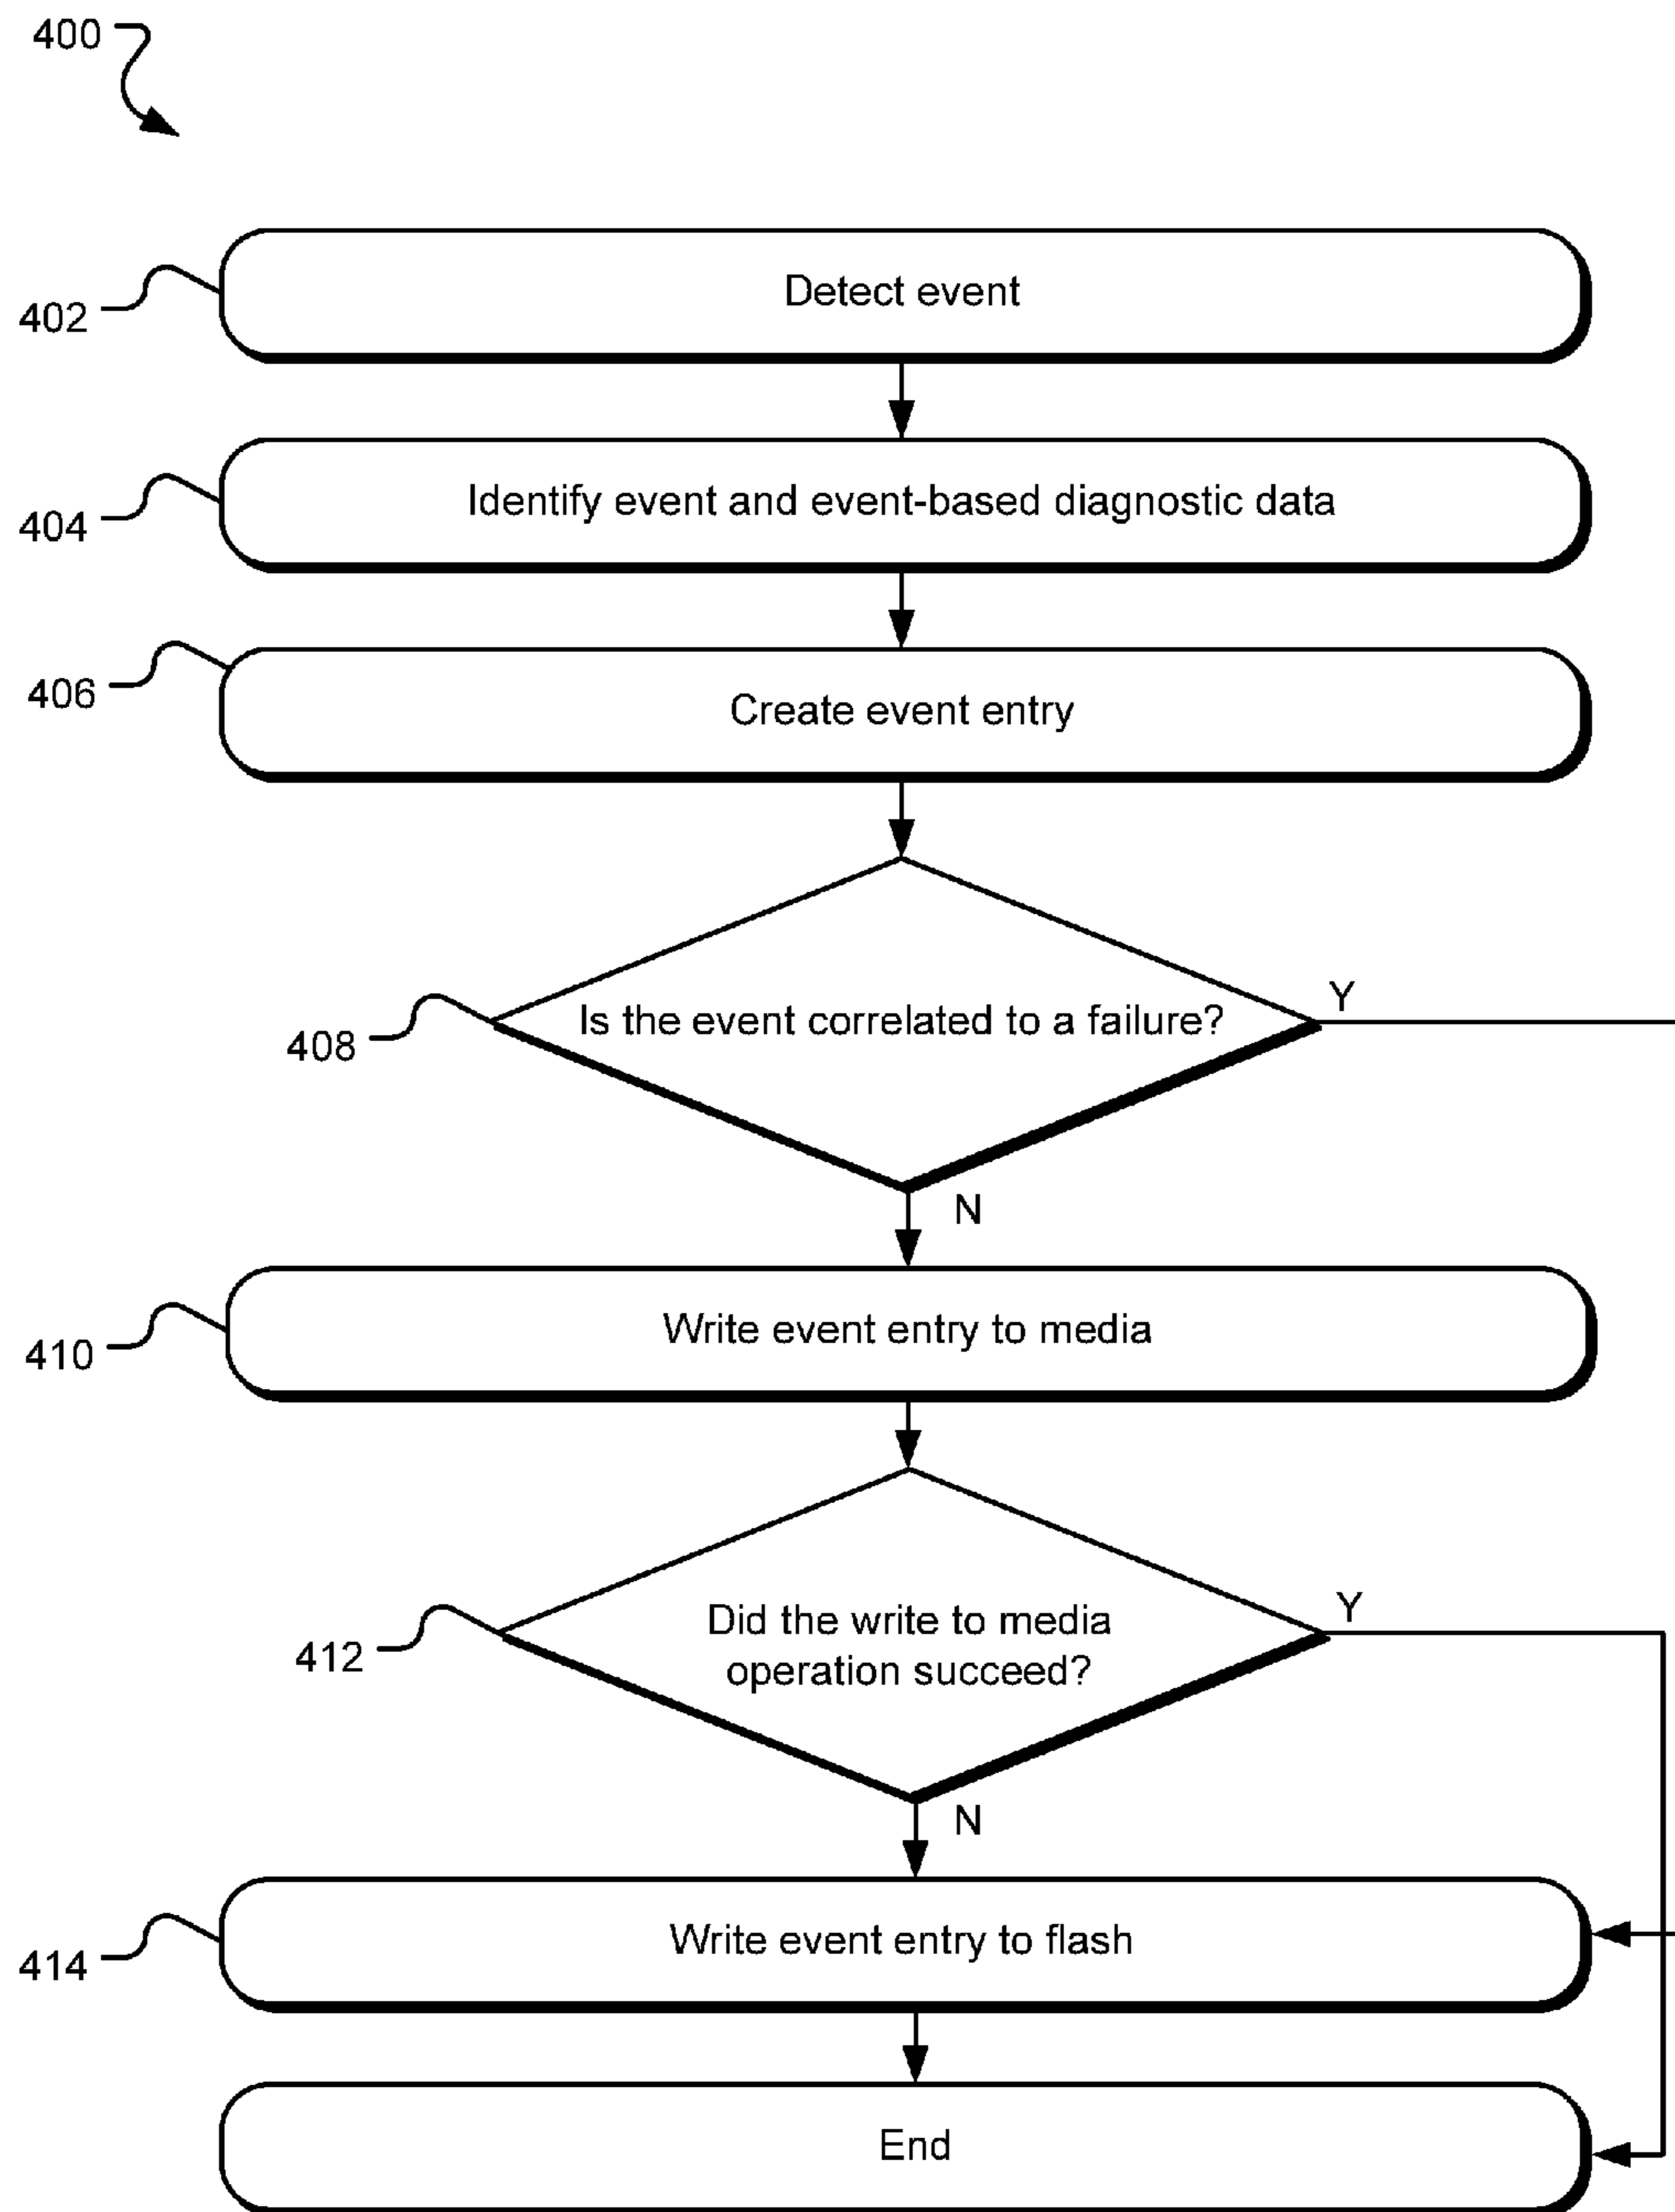 400
402
Detect event
404
Identify event and event-based diagnostic data
406
Create event entry
408
Is the event correlated to a failure?
Y
N
410
Write event entry to media
412
Did the write to media
operation succeed?
Y
N
414
Write event entry to flash
End